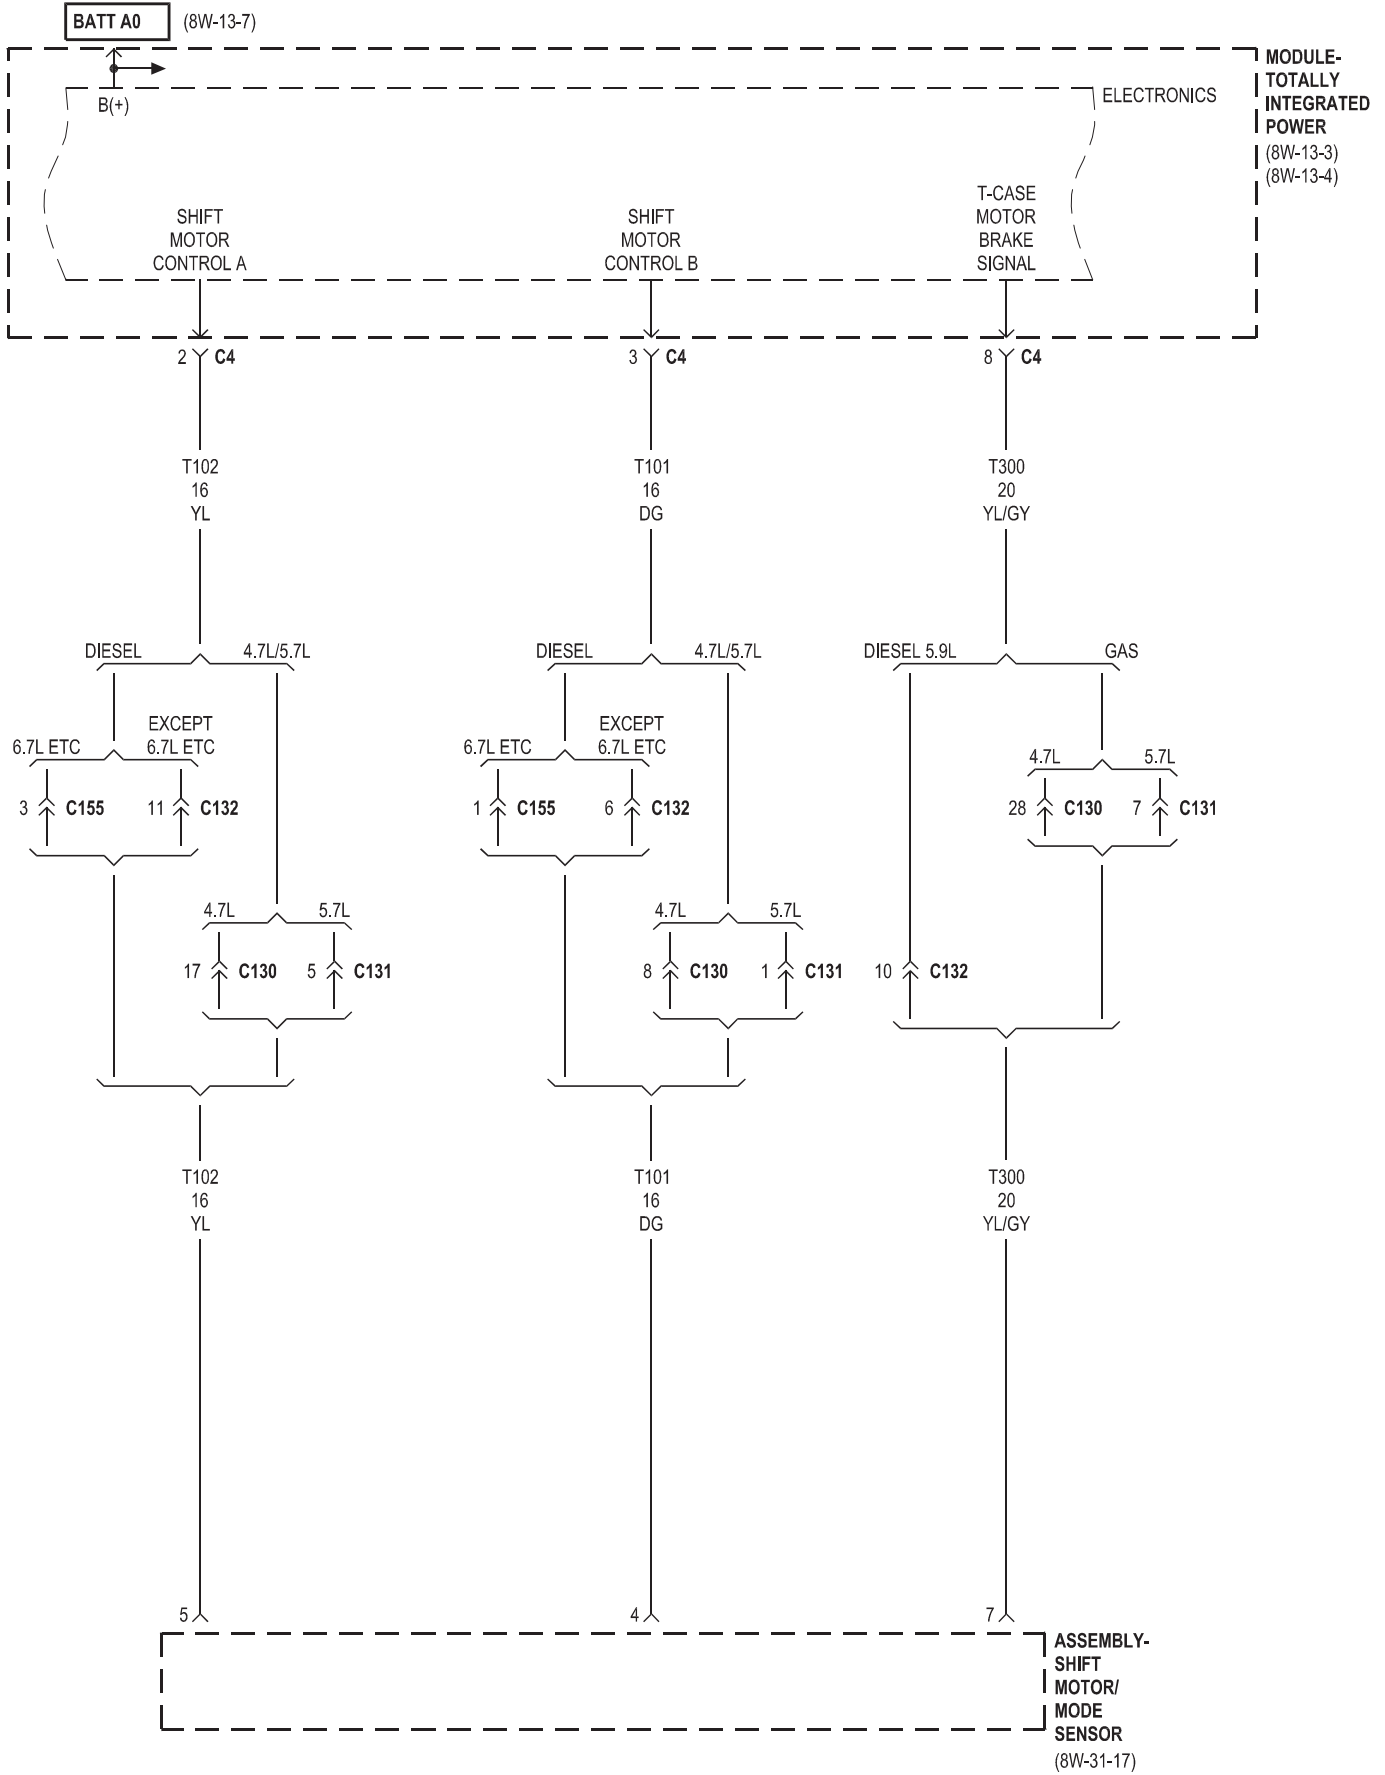 BATT A0 (8W-13-7)
MODULE-
TOTALLY
INTEGRATED
POWER
(8W-13-3)
(8W-13-4)
B(+)
ELECTRONICS
SHIFT
MOTOR
CONTROL A
SHIFT
MOTOR
CONTROL B
T-CASE
MOTOR
BRAKE
SIGNAL
2 C4
3 C4
8 C4
T102
16
YL
T101
16
DG
T300
20
YL/GY
DIESEL 4.7L/5.7L
DIESEL 4.7L/5.7L
DIESEL 5.9L GAS
6.7L ETC
EXCEPT
6.7L ETC
6.7L ETC
EXCEPT
6.7L ETC
4.7L 5.7L
3 C155 11 C132
1 C155 6 C132
28 C130 7 C131
4.7L 5.7L
4.7L 5.7L
17 C130 5 C131
8 C130 1 C131
10 C132
T102
16
YL
T101
16
DG
T300
20
YL/GY
5
4
7
ASSEMBLY-
SHIFT
MOTOR/
MODE
SENSOR
(8W-31-17)